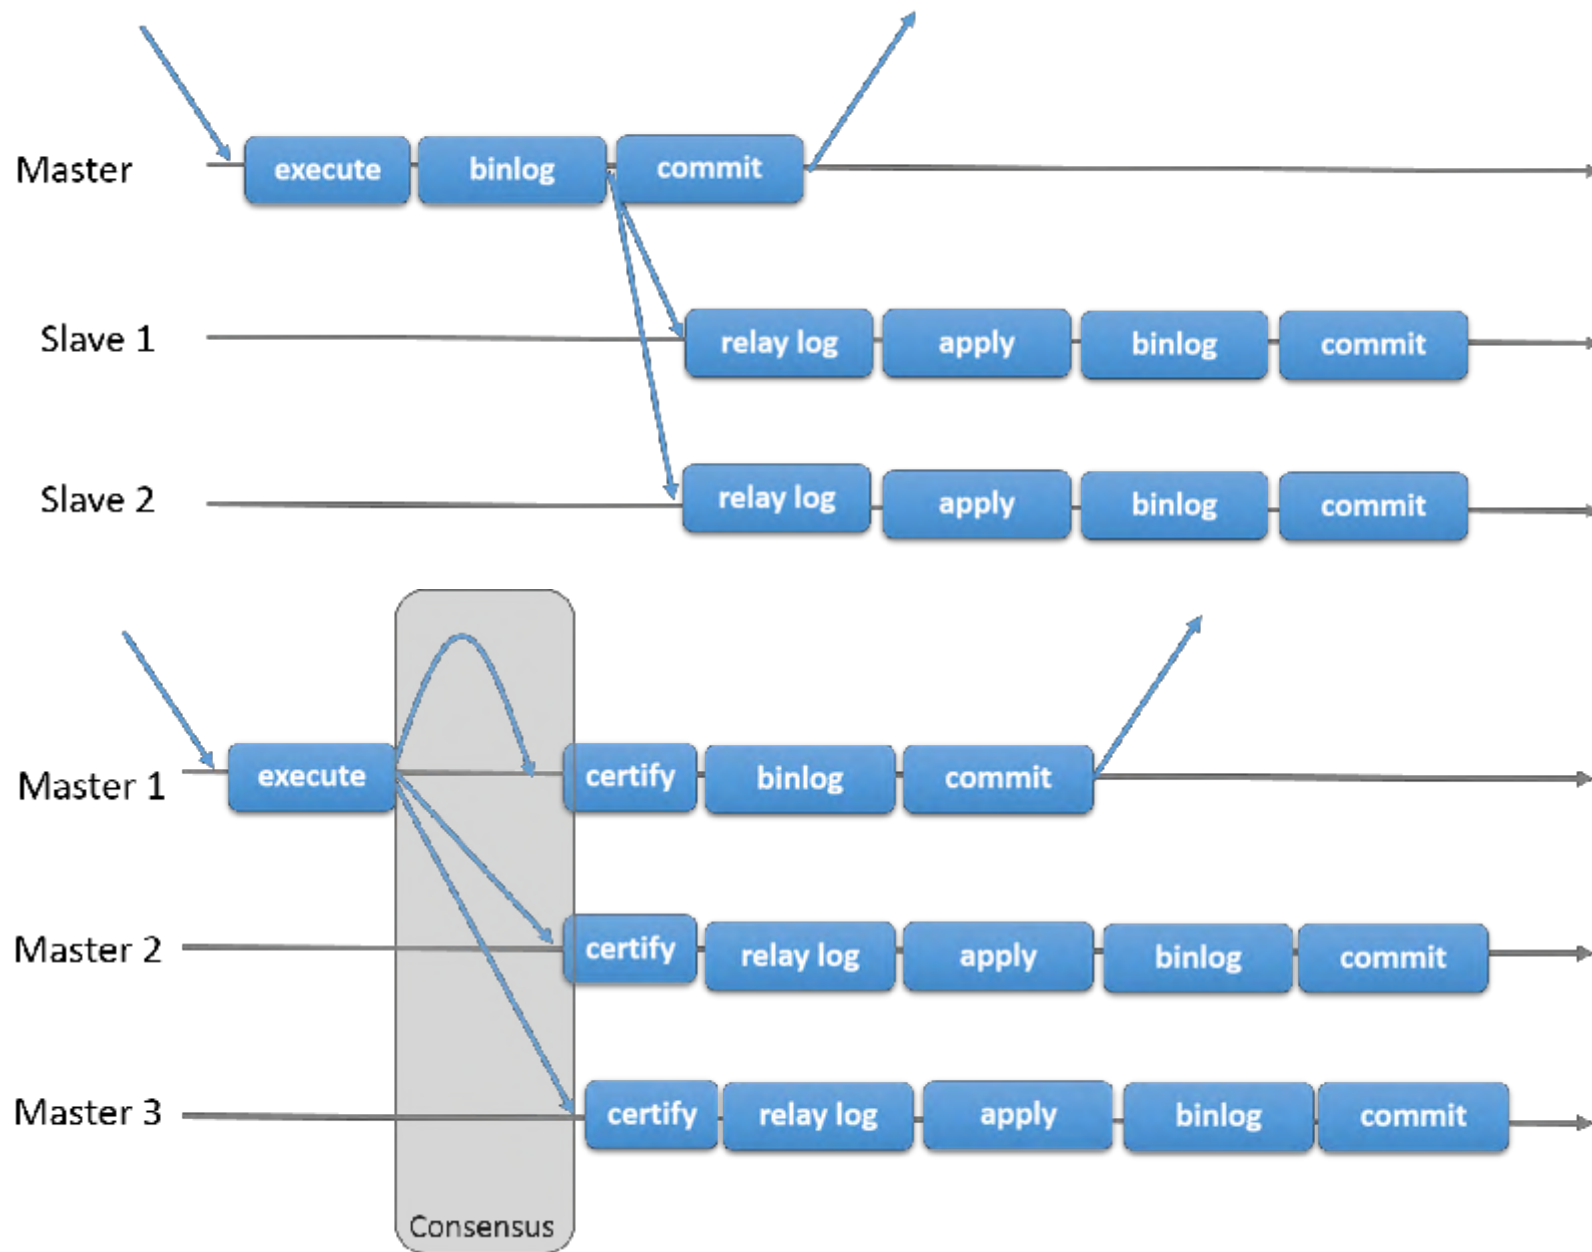 Master execute binlog commit
Slave 1 relay log apply binlog commit
Slave 2 relay log apply binlog commit
Master 1 execute certify binlog commit
Master 2 certify relay log apply binlog commit
Master 3 certify relay log apply binlog commit
Consensus